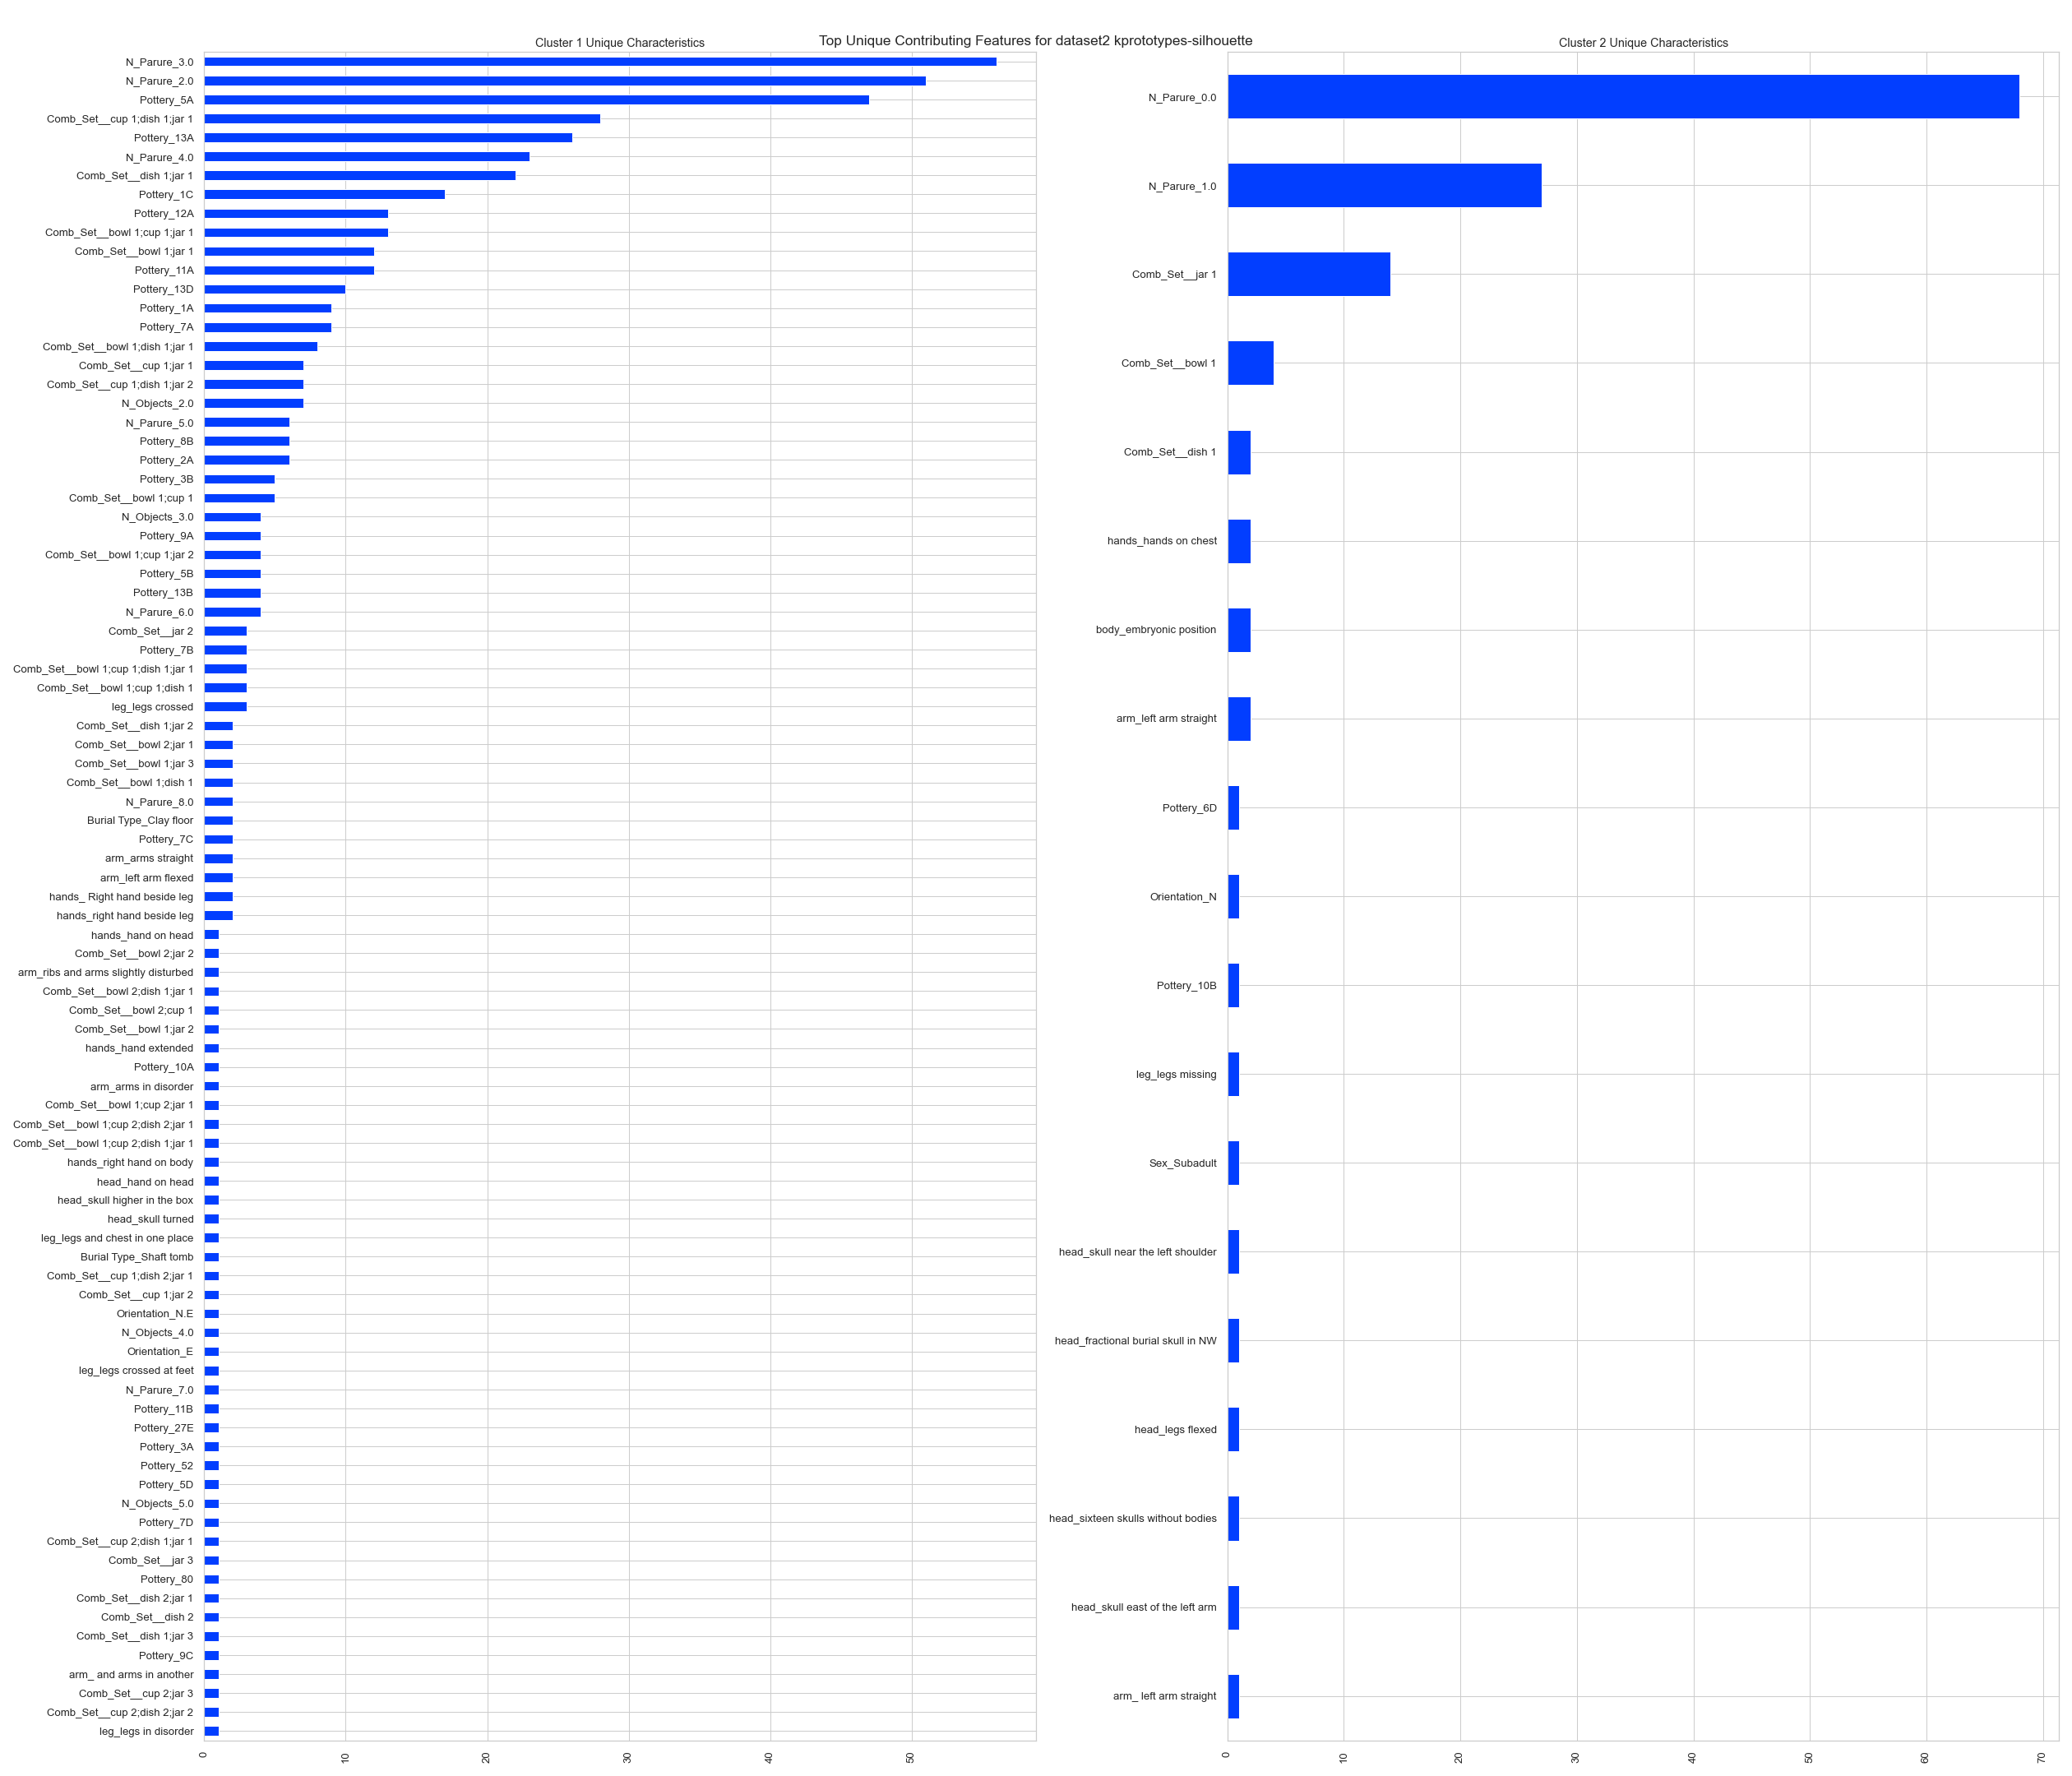 Top Unique Contributing Features for dataset2 kprototypes-silhouette
Cluster 1 Unique Characteristics
N_Parure_3.0
N_Parure_2.0
Pottery_5A
Comb_Set__cup 1;dish 1;jar 1
Pottery_13A
N_Parure_4.0
Comb_Set__dish 1;jar 1
Pottery_1C
Pottery_12A
Comb_Set__bowl 1;cup 1;jar 1
Comb_Set__bowl 1;jar 1
Pottery_11A
Pottery_13D
Pottery_1A
Pottery_7A
Comb_Set__bowl 1;dish 1;jar 1
Comb_Set__cup 1;jar 1
Comb_Set__cup 1;dish 1;jar 2
N_Objects_2.0
N_Parure_5.0
Pottery_8B
Pottery_2A
Pottery_3B
Comb_Set__bowl 1;cup 1
N_Objects_3.0
Pottery_9A
Comb_Set__bowl 1;cup 1;jar 2
Pottery_5B
Pottery_13B
N_Parure_6.0
Comb_Set__jar 2
Pottery_7B
Comb_Set__bowl 1;cup 1;dish 1;jar 1
Comb_Set__bowl 1;cup 1;dish 1
leg_legs crossed
Comb_Set__dish 1;jar 2
Comb_Set__bowl 2;jar 1
Comb_Set__bowl 1;jar 3
Comb_Set__bowl 1;dish 1
N_Parure_8.0
Burial Type_Clay floor
Pottery_7C
arm_arms straight
arm_left arm flexed
hands_ Right hand beside leg
hands_right hand beside leg
hands_hand on head
Comb_Set__bowl 2;jar 2
arm_ribs and arms slightly disturbed
Comb_Set__bowl 2;dish 1;jar 1
Comb_Set__bowl 2;cup 1
Comb_Set__bowl 1;jar 2
hands_hand extended
Pottery_10A
arm_arms in disorder
Comb_Set__bowl 1;cup 2;jar 1
Comb_Set__bowl 1;cup 2;dish 2;jar 1
Comb_Set__bowl 1;cup 2;dish 1;jar 1
hands_right hand on body
head_hand on head
head_skull higher in the box
head_skull turned
leg_legs and chest in one place
Burial Type_Shaft tomb
Comb_Set__cup 1;dish 2;jar 1
Comb_Set__cup 1;jar 2
Orientation_N.E
N_Objects_4.0
Orientation_E
leg_legs crossed at feet
N_Parure_7.0
Pottery_11B
Pottery_27E
Pottery_3A
Pottery_52
Pottery_5D
N_Objects_5.0
Pottery_7D
Comb_Set__cup 2;dish 1;jar 1
Comb_Set__jar 3
Pottery_80
Comb_Set__dish 2;jar 1
Comb_Set__dish 2
Comb_Set__dish 1;jar 3
Pottery_9C
arm_ and arms in another
Comb_Set__cup 2;jar 3
Comb_Set__cup 2;dish 2;jar 2
leg_legs in disorder
0 10 20 30 40 50
Cluster 2 Unique Characteristics
N_Parure_0.0
N_Parure_1.0
Comb_Set__jar 1
Comb_Set__bowl 1
Comb_Set__dish 1
hands_hands on chest
body_embryonic position
arm_left arm straight
Pottery_6D
Orientation_N
Pottery_10B
leg_legs missing
Sex_Subadult
head_skull near the left shoulder
head_fractional burial skull in NW
head_legs flexed
head_sixteen skulls without bodies
head_skull east of the left arm
arm_ left arm straight
0 10 20 30 40 50 60 70